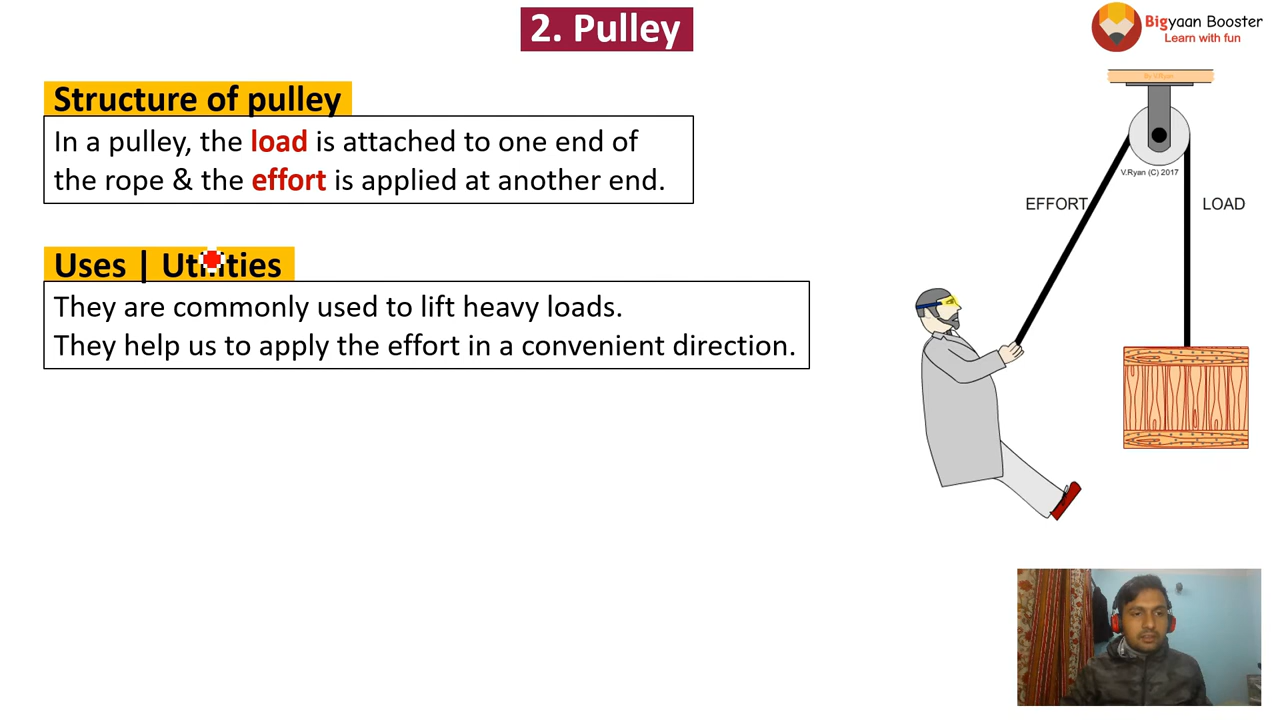 2. Pulley
Bigyaan Booster
Learn with fun
Structure of pulley
In a pulley, the load is attached to one end of
the rope & the effort is applied at another end.
Uses | Utilities
They are commonly used to lift heavy loads.
They help us to apply the effort in a convenient direction.
V.Ryan (C) 2017
EFFORT
LOAD